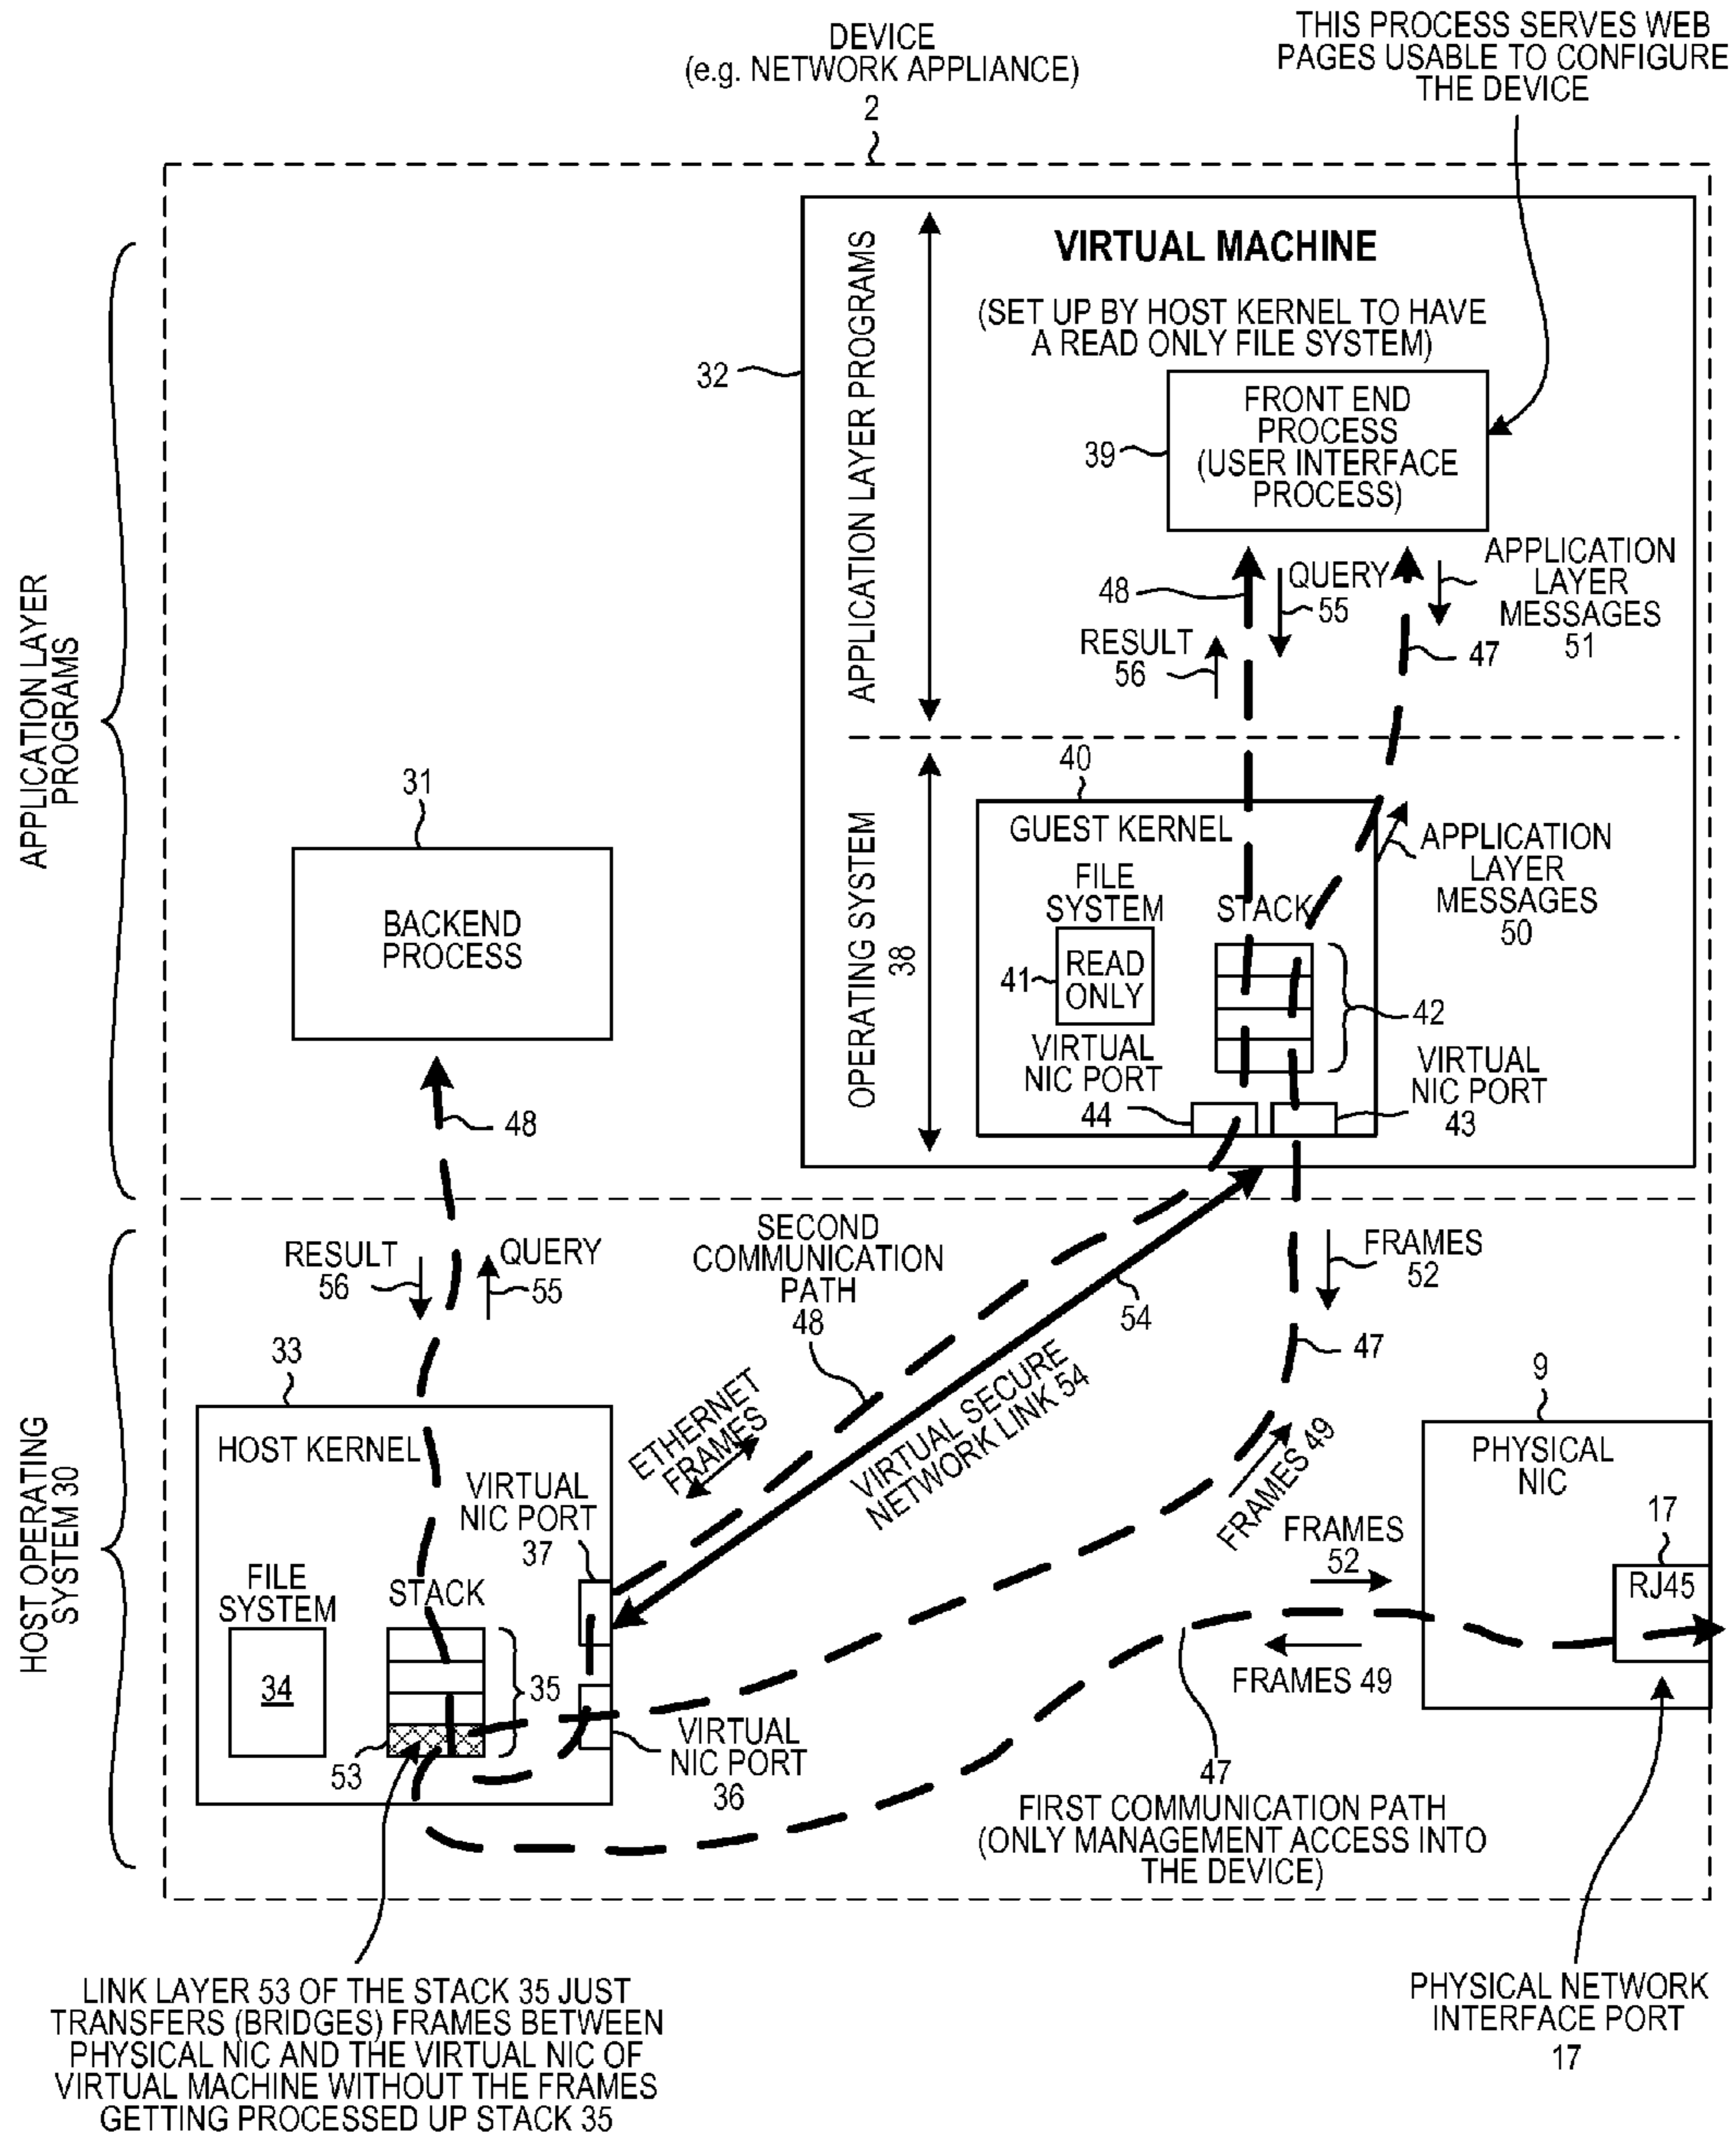 DEVICE
(e.g. NETWORK APPLIANCE)
2
THIS PROCESS SERVES WEB
PAGES USABLE TO CONFIGURE
THE DEVICE
APPLICATION LAYER
PROGRAMS
32
APPLICATION LAYER PROGRAMS
VIRTUAL MACHINE
(SET UP BY HOST KERNEL TO HAVE
A READ ONLY FILE SYSTEM)
39
FRONT END
PROCESS
(USER INTERFACE
PROCESS)
48
QUERY
55
RESULT
56
APPLICATION
LAYER
MESSAGES
51
47
OPERATING SYSTEM
38
40
GUEST KERNEL
FILE
SYSTEM
41
READ
ONLY
STACK
42
VIRTUAL
NIC PORT
44
VIRTUAL
NIC PORT
43
APPLICATION
LAYER
MESSAGES
50
31
BACKEND
PROCESS
48
RESULT
56
QUERY
55
SECOND
COMMUNICATION
PATH
48
54
FRAMES
52
47
HOST OPERATING
SYSTEM 30
33
HOST KERNEL
VIRTUAL
NIC PORT
37
FILE
SYSTEM
34
STACK
35
53
VIRTUAL
NIC PORT
36
ETHERNET
FRAMES
VIRTUAL SECURE
NETWORK LINK 54
FRAMES 49
9
PHYSICAL
NIC
17
RJ45
FRAMES
52
FRAMES 49
47
FIRST COMMUNICATION PATH
(ONLY MANAGEMENT ACCESS INTO
THE DEVICE)
LINK LAYER 53 OF THE STACK 35 JUST
TRANSFERS (BRIDGES) FRAMES BETWEEN
PHYSICAL NIC AND THE VIRTUAL NIC OF
VIRTUAL MACHINE WITHOUT THE FRAMES
GETTING PROCESSED UP STACK 35
PHYSICAL NETWORK
INTERFACE PORT
17